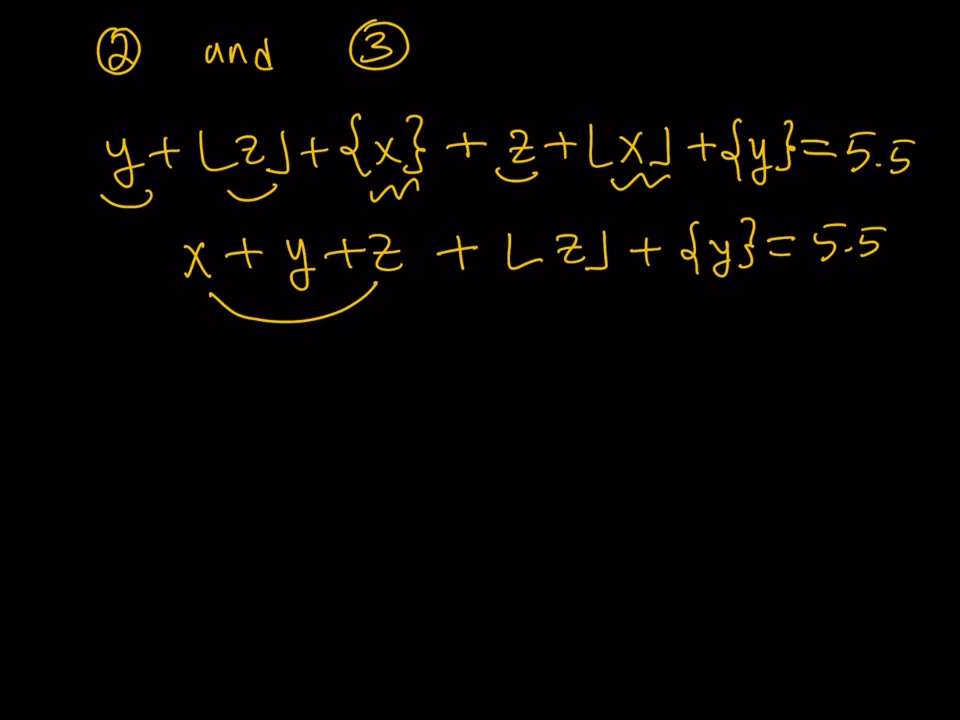 ② and ③
y + ⌊z⌋ + {x} + z + ⌊x⌋ + {y} = 5.5
x + y + z + ⌊z⌋ + {y} = 5.5